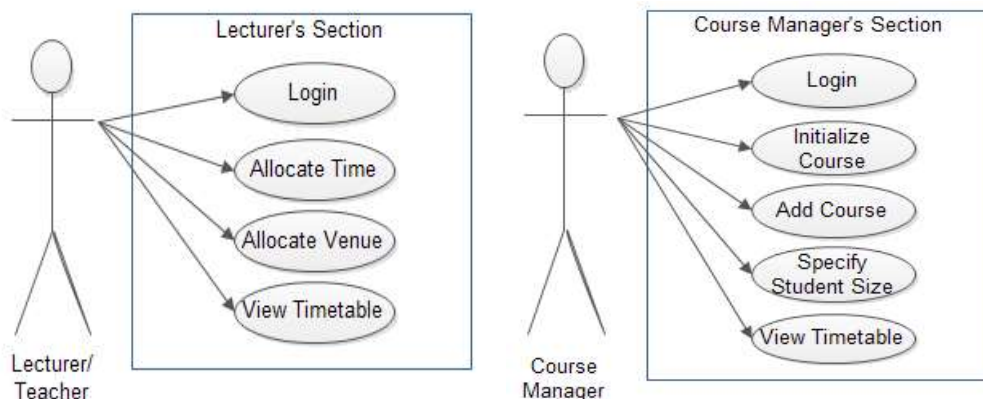 Lecturer's Section
Login
Allocate Time
Allocate Venue
View Timetable
Lecturer/
Teacher
Course Manager's Section
Login
Initialize
Course
Add Course
Specify
Student Size
View Timetable
Course
Manager